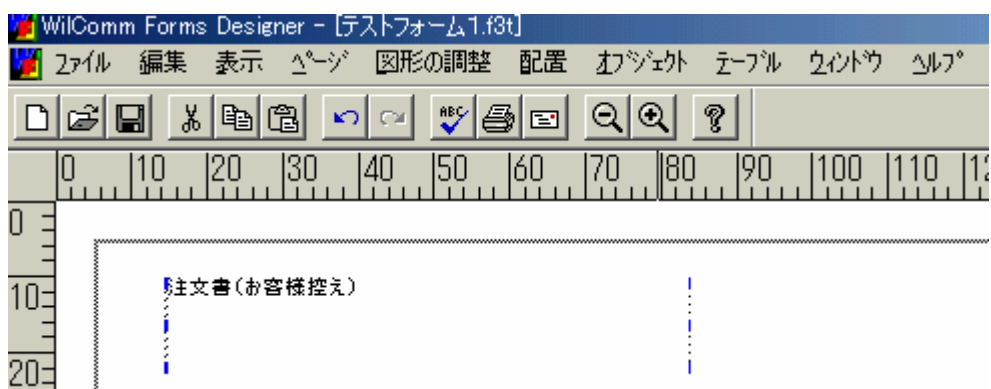 WilComm Forms Designer - [テストフォーム1.f3t]
ﾌｧｲﾙ 編集 表示 ﾍﾟｰｼﾞ 図形の調整 配置 ｵﾌﾞｼﾞｪｸﾄ ﾃｰﾌﾞﾙ ｳｨﾝﾄﾞｳ ﾍﾙﾌﾟ
ABC
0 10 20 30 40 50 60 70 80 90 100 110
0
注文書(お客様控え)
10
20